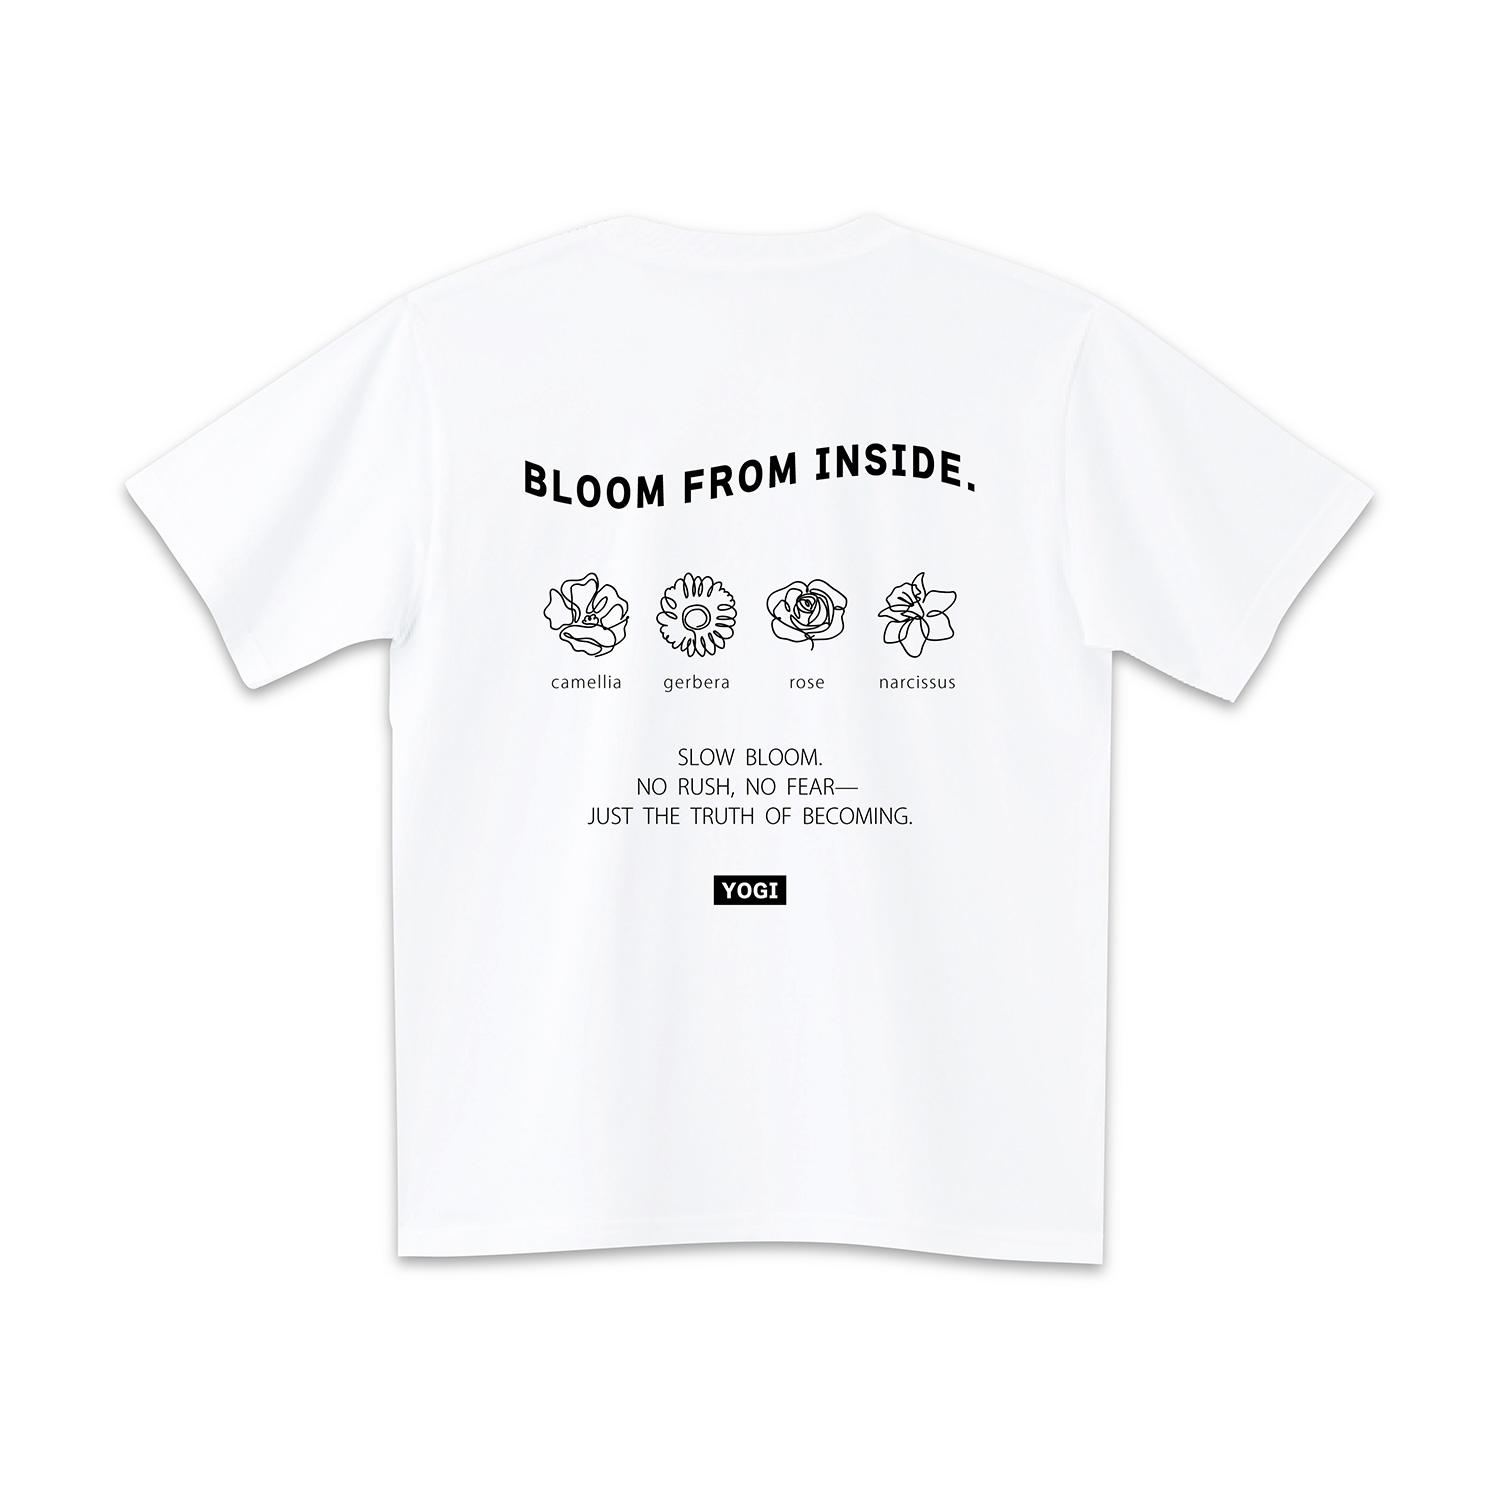 BLOOM FROM INSIDE.
camellia gerbera rose narcissus
SLOW BLOOM.
NO RUSH, NO FEAR—
JUST THE TRUTH OF BECOMING.
YOGI